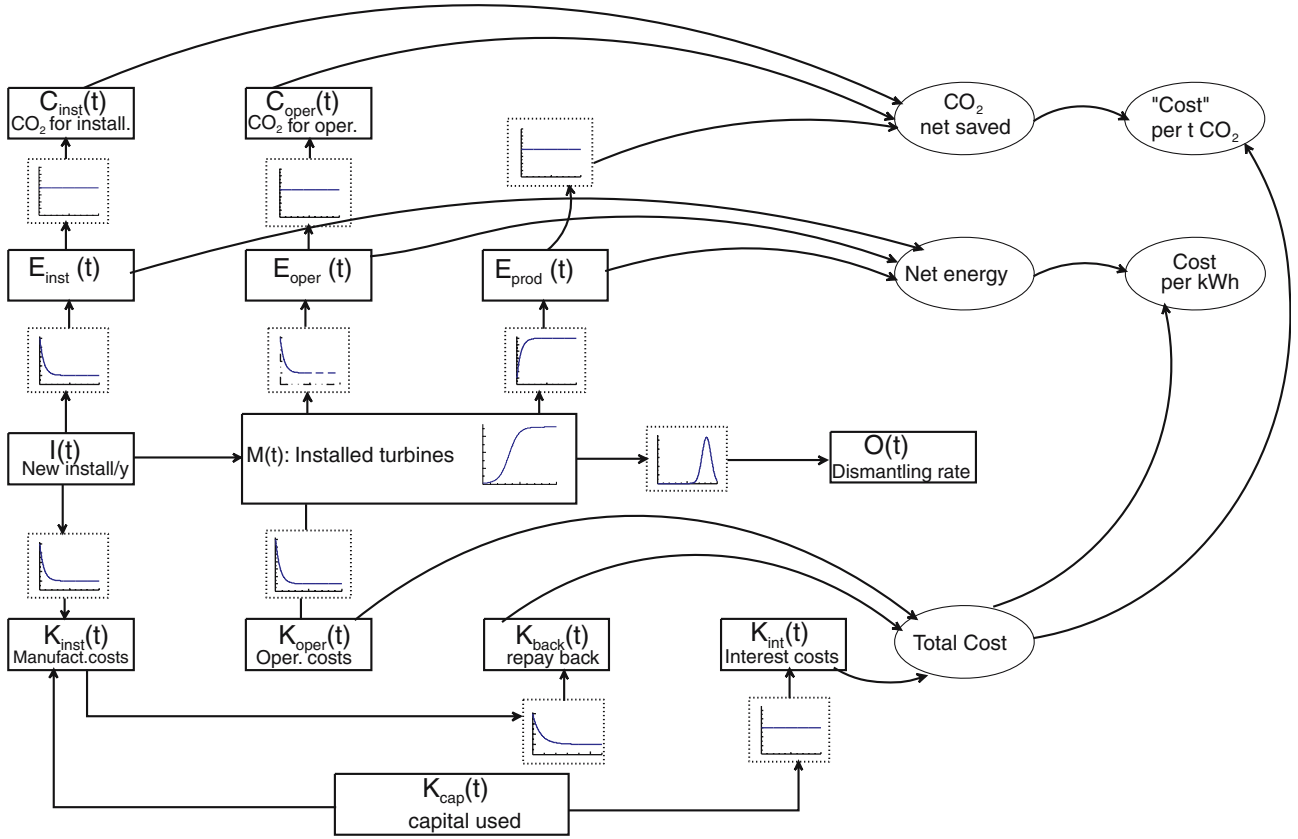 C_inst(t)
CO₂ for install.
C_oper(t)
CO₂ for oper.
CO₂
net saved
"Cost"
per t CO₂
E_inst (t)
E_oper (t)
E_prod (t)
Net energy
Cost
per kWh
I(t)
New install/y
M(t): Installed turbines
O(t)
Dismantling rate
K_inst(t)
Manufact.costs
K_oper(t)
Oper. costs
K_back(t)
repay back
K_int(t)
Interest costs
Total Cost
K_cap(t)
capital used